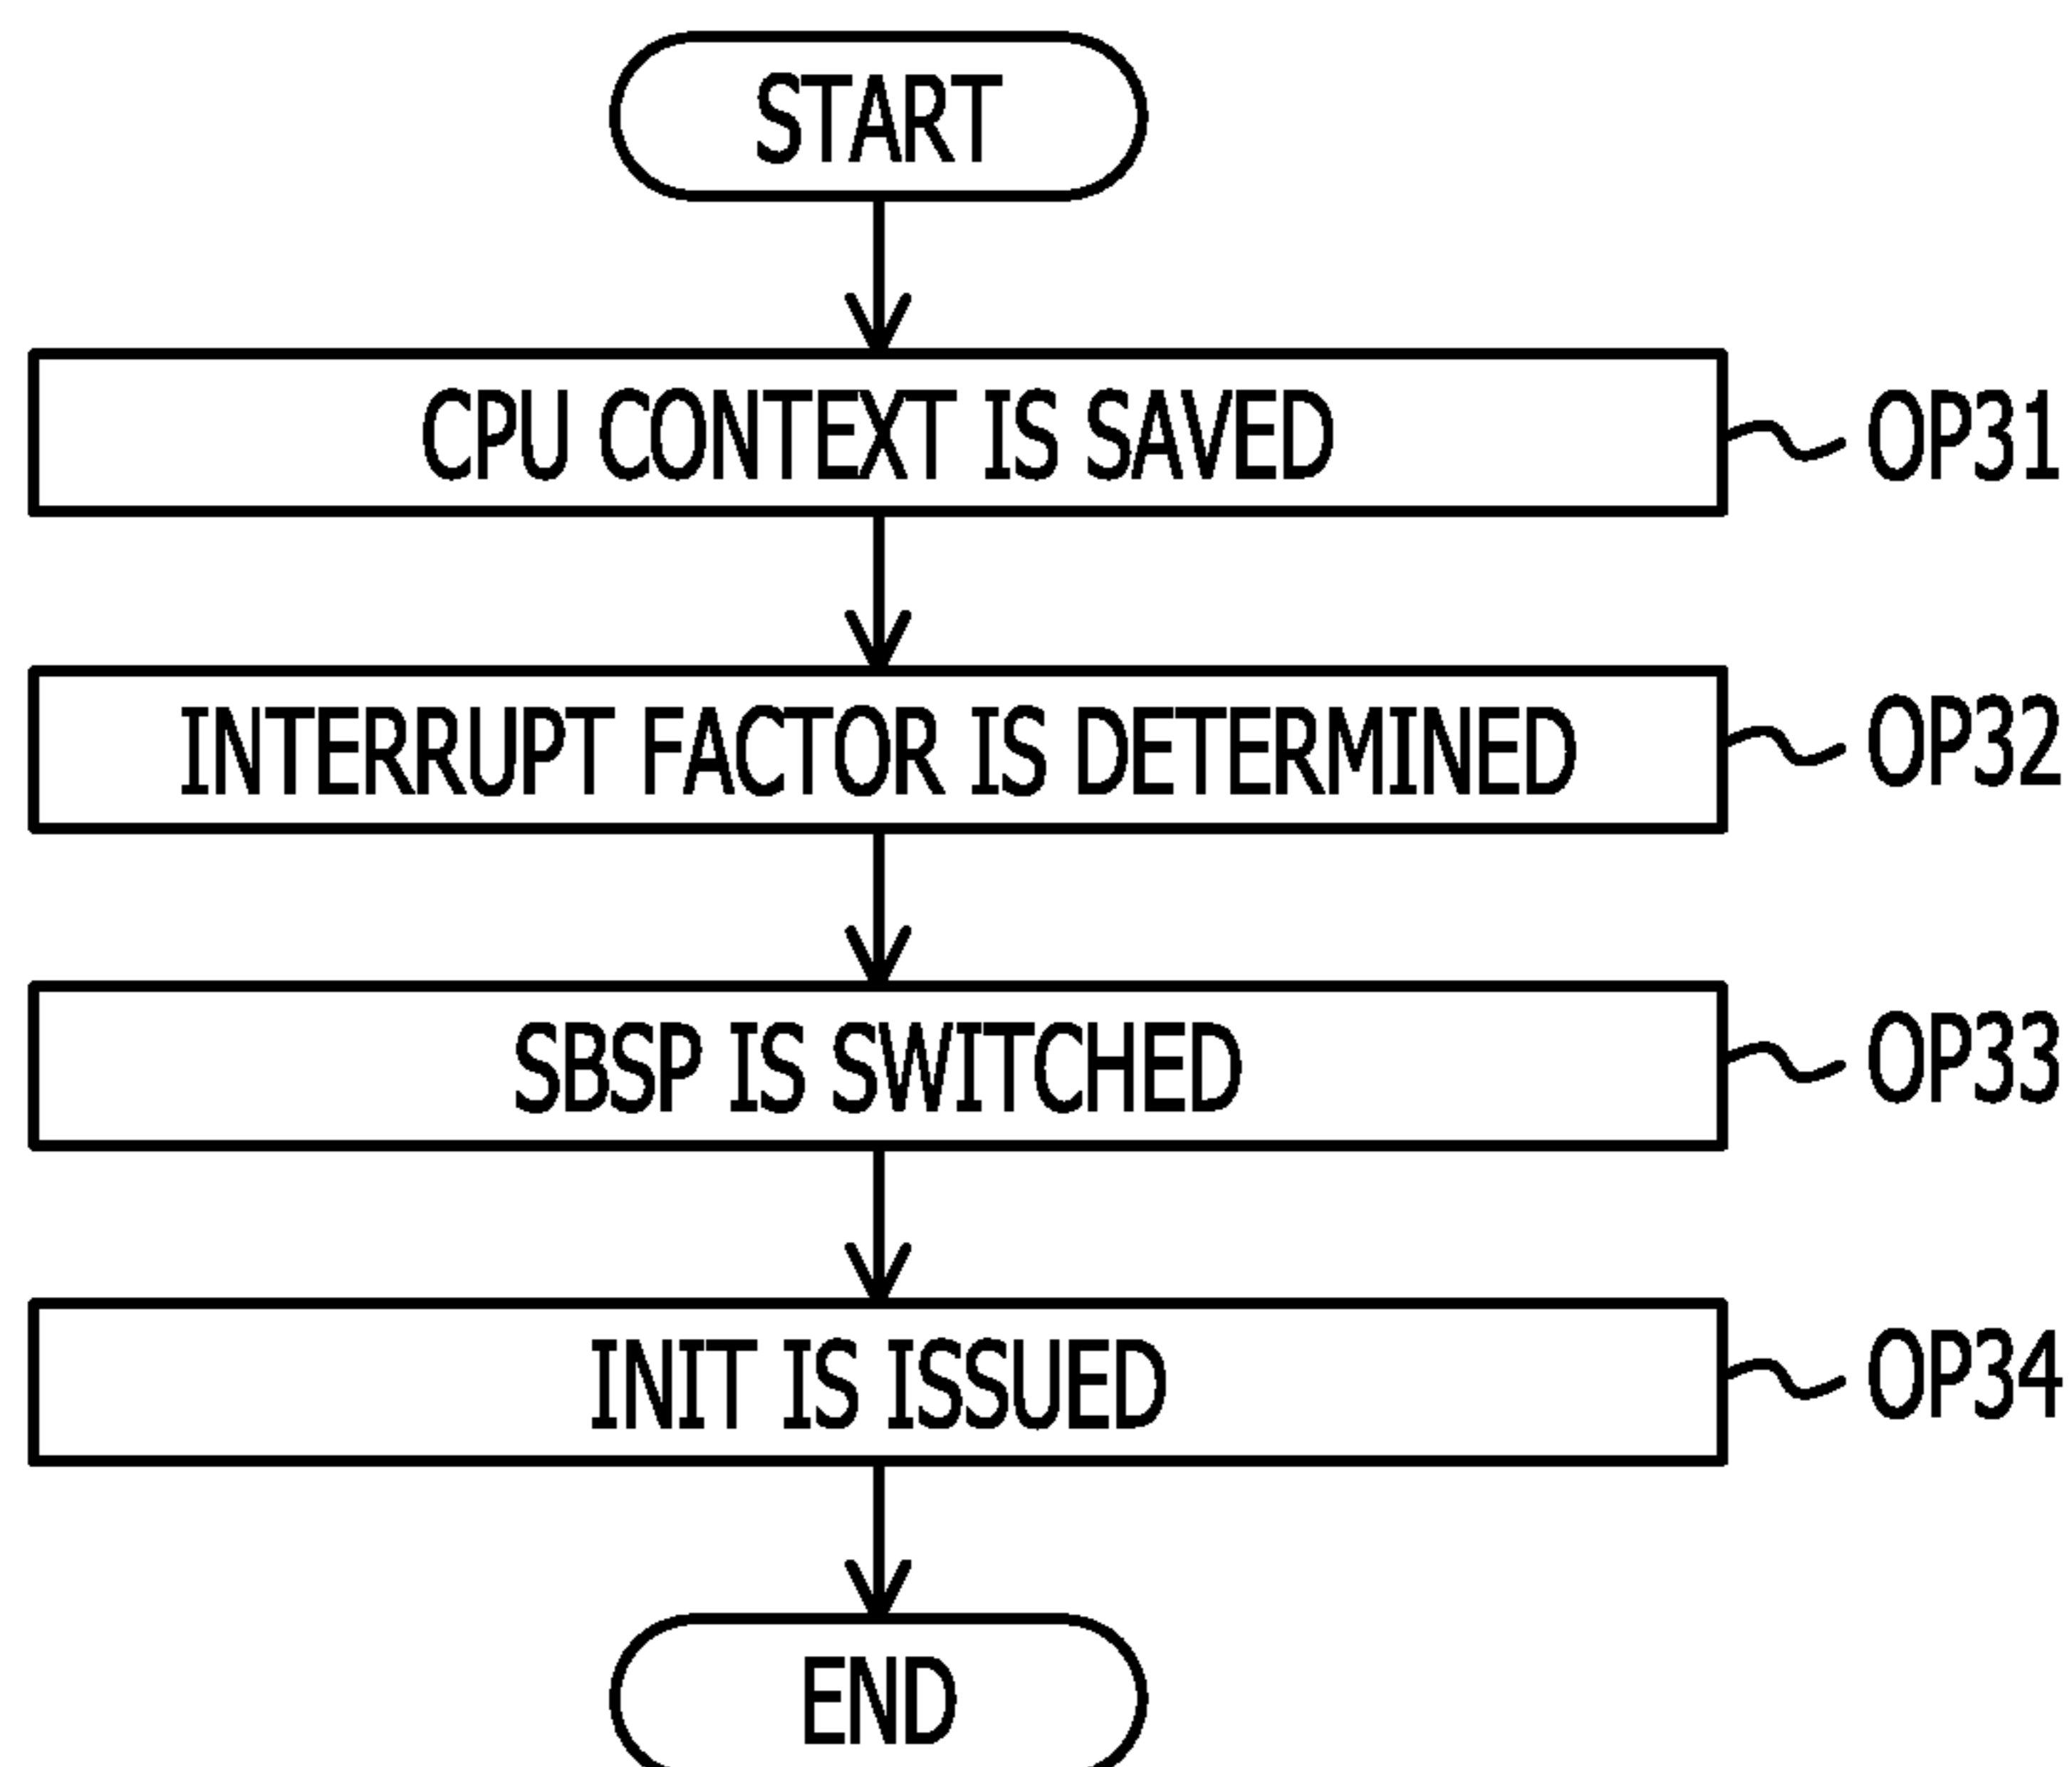 START
CPU CONTEXT IS SAVED OP31
INTERRUPT FACTOR IS DETERMINED OP32
SBSP IS SWITCHED OP33
INIT IS ISSUED OP34
END